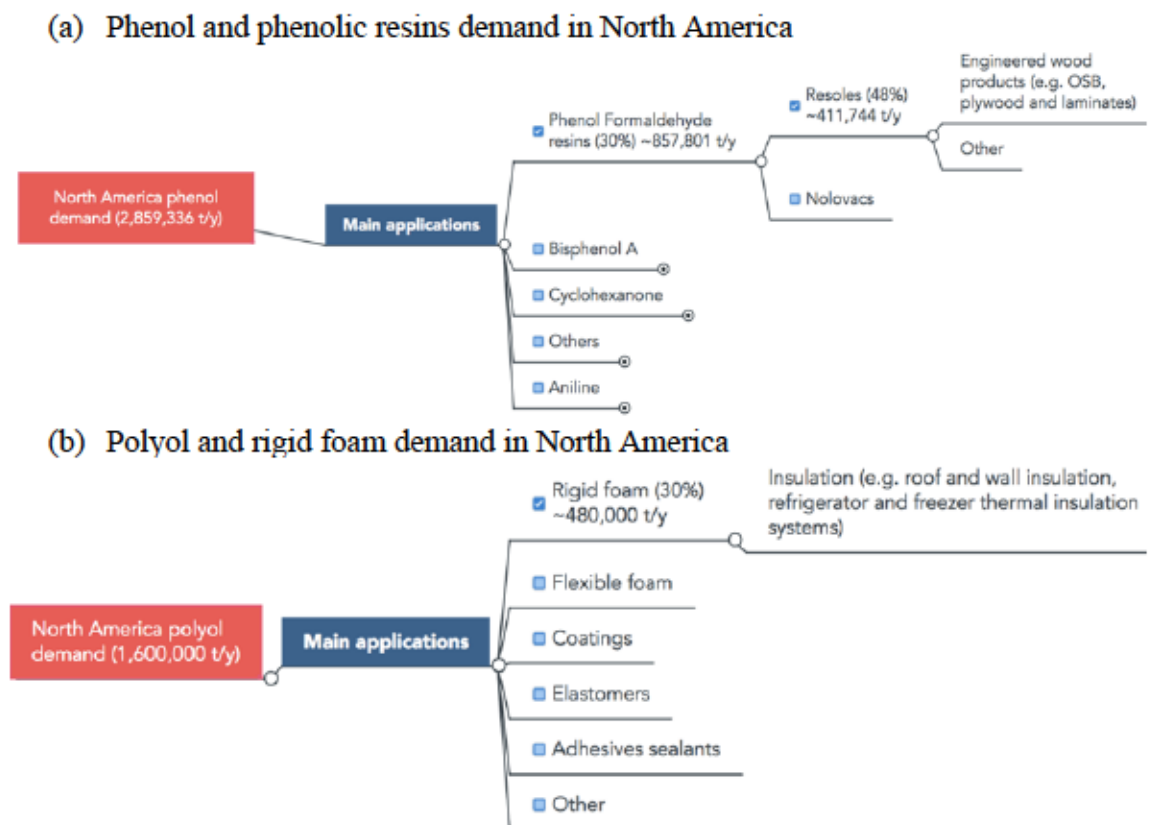 (a) Phenol and phenolic resins demand in North America
Engineered wood
products (e.g. OSB,
plywood and laminates)
Resoles (48%)
~411,744 t/y
Phenol Formaldehyde
resins (30%) ~857,801 t/y
Other
North America phenol
demand (2,859,336 t/y)
Nolovacs
Main applications
Bisphenol A
Cyclohexanone
Others
Aniline
(b) Polyol and rigid foam demand in North America
Insulation (e.g. roof and wall insulation,
refrigerator and freezer thermal insulation
systems)
Rigid foam (30%)
~480,000 t/y
Flexible foam
North America polyol
demand (1,600,000 t/y)
Main applications
Coatings
Elastomers
Adhesives sealants
Other